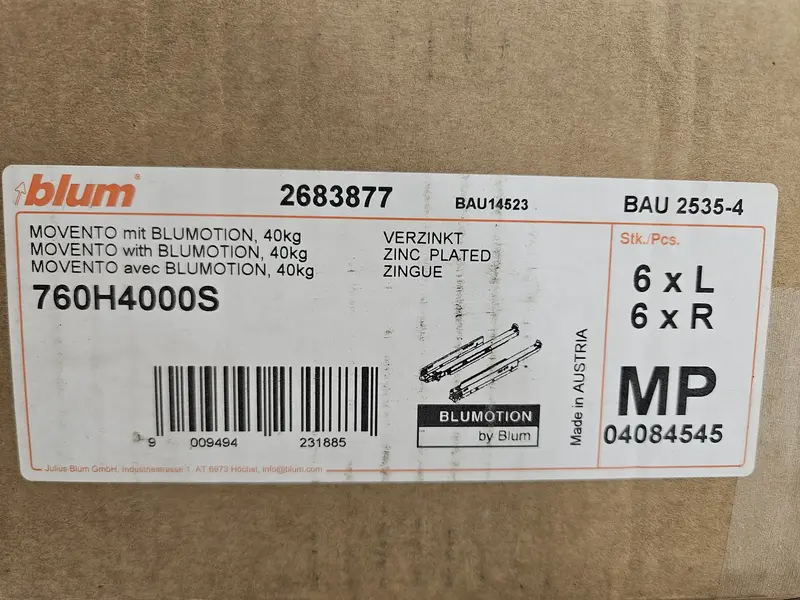 blum®
2683877
BAU14523
BAU 2535-4
MOVENTO mit BLUMOTION, 40kg
MOVENTO with BLUMOTION, 40kg
MOVENTO avec BLUMOTION, 40kg
VERZINKT
ZINC PLATED
ZINGUE
760H4000S
Stk./Pcs.
6 x L
6 x R
MP
04084545
Made in AUSTRIA
BLUMOTION
by Blum
9 009494 231885
Julius Blum GmbH, Industriestrasse 1, AT 6973 Höchst, info@blum.com